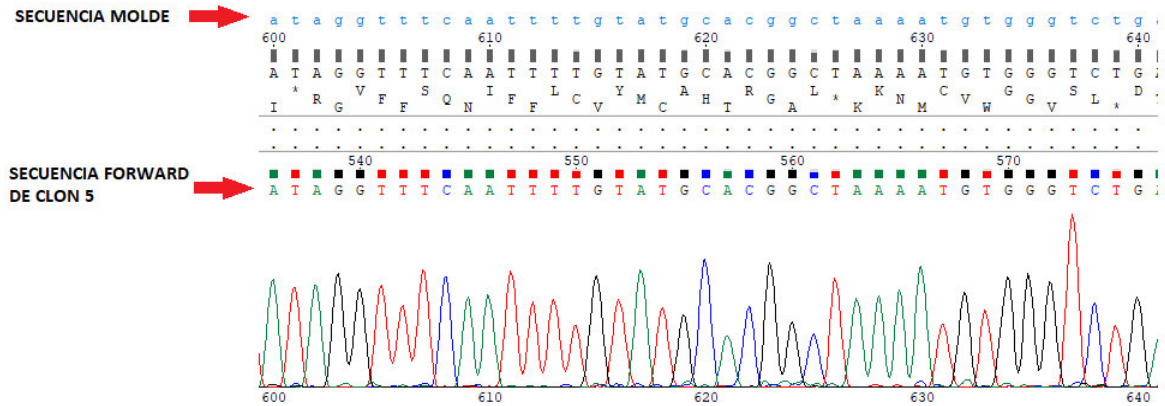 SECUENCIA MOLDE
a t a g g t t t c a a t t t t g t a t g c a c g g c t a a a a t g t g g g t c t g a
600 610 620 630 640
A T A G G T T T C A A T T T T G T A T G C A C G G C T A A A A T G T G G G T C T G A
* V S I L Y A R L K C G S D
R F Q F C M H G * N V G L
I G F N F V C T A K M W V *
540 550 560 570
SECUENCIA FORWARD
DE CLON 5
A T A G G T T T C A A T T T T G T A T G C A C G G C T A A A A T G T G G G T C T G A
600 610 620 630 640